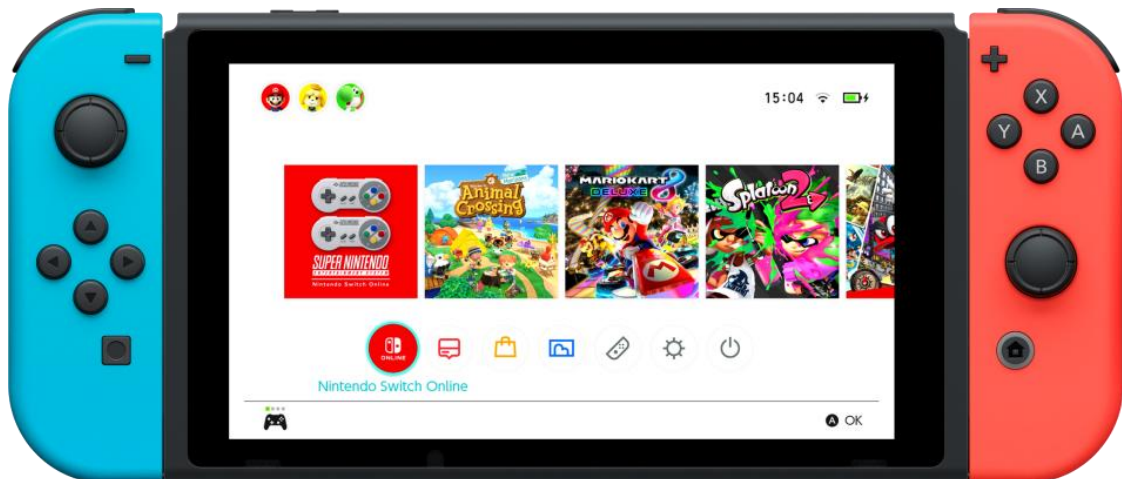 15:04
X
Y
A
B
SUPER NINTENDO
ENTERTAINMENT SYSTEM
Nintendo Switch Online
Animal
Crossing
MARIOKART 8
DELUXE
Splatoon 2
ONLINE
Nintendo Switch Online
A OK